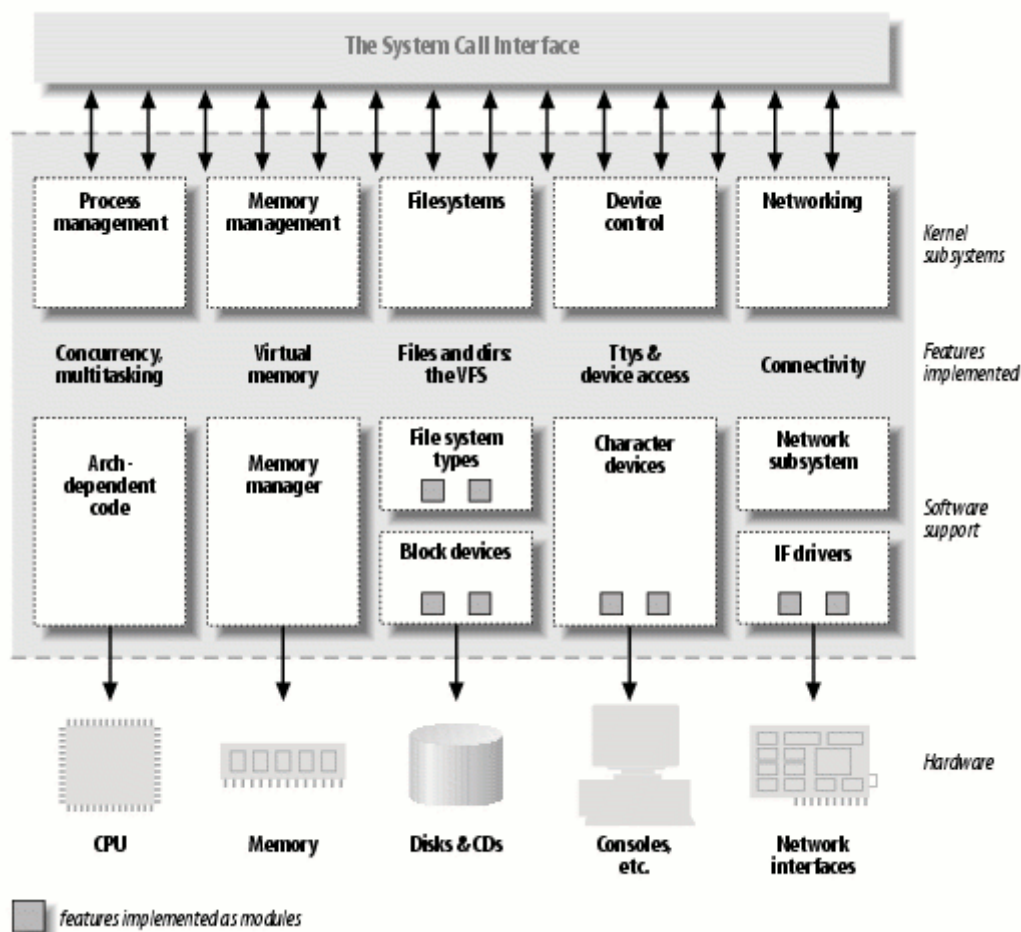 The System Call Interface
Process
management
Memory
management
Filesystems
Device
control
Networking
Kernel
subsystems
Concurrency,
multitasking
Virtual
memory
Files and dirs:
the VFS
Ttys &
device access
Connectivity
Features
implemented
Arch-
dependent
code
Memory
manager
File system
types
Block devices
Character
devices
Network
subsystem
IF drivers
Software
support
CPU
Memory
Disks & CDs
Consoles,
etc.
Network
interfaces
Hardware
features implemented as modules